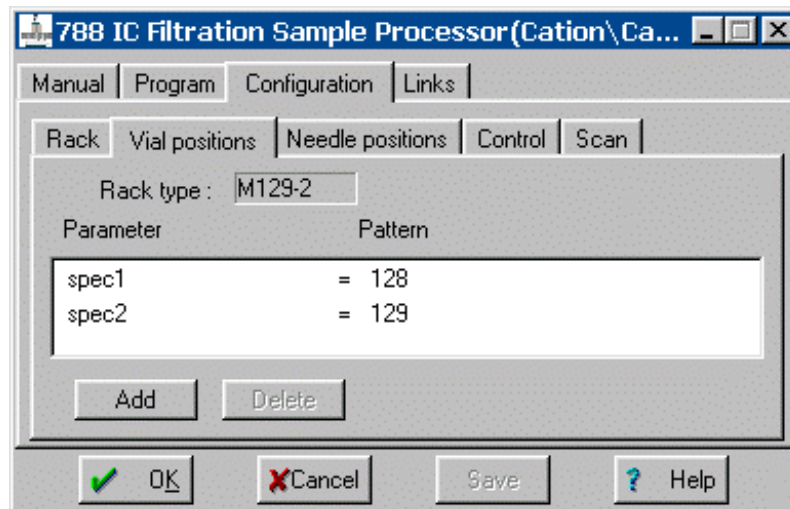 788 IC Filtration Sample Processor(Cation\Ca...
Manual Program Configuration Links
Rack Vial positions Needle positions Control Scan
Rack type : M129-2
Parameter Pattern
spec1 = 128
spec2 = 129
Add Delete
OK Cancel Save ? Help